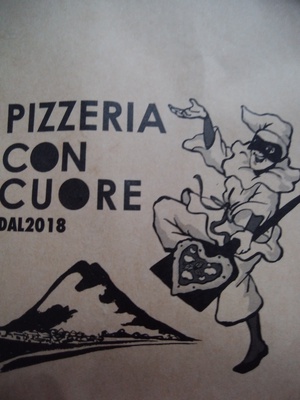 PIZZERIA
CON
CUORE
DAL2018